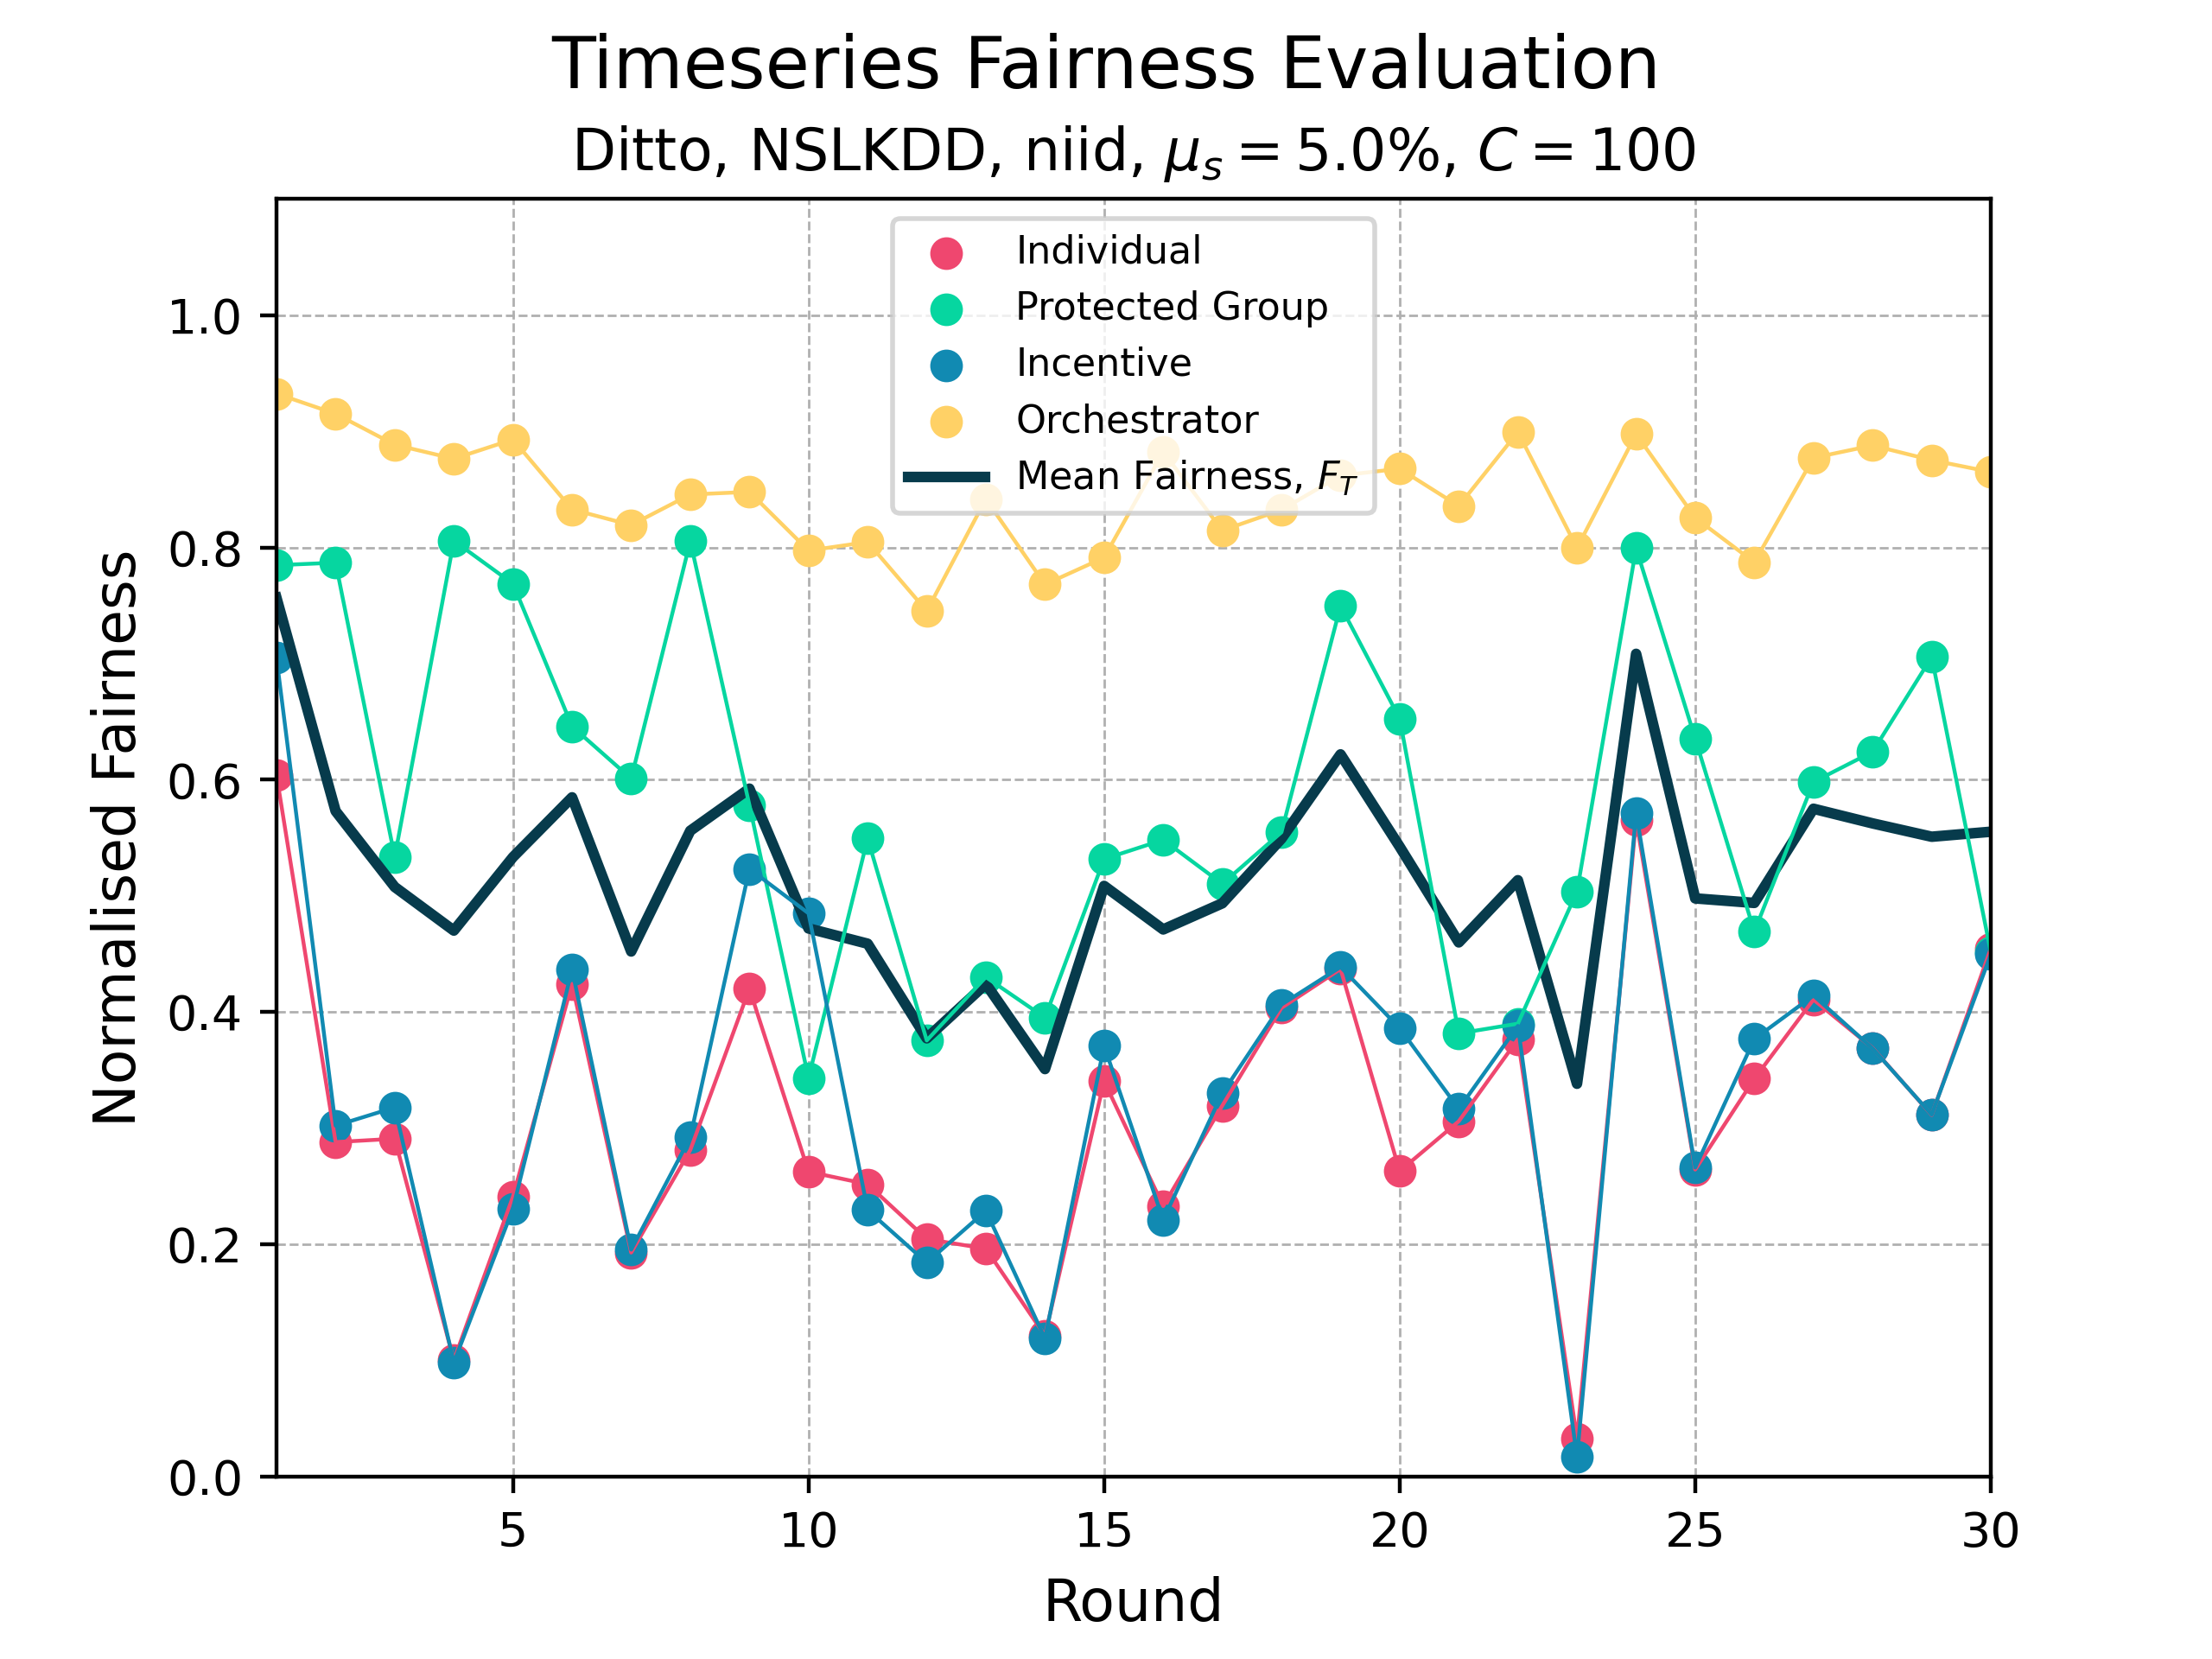 Timeseries Fairness Evaluation
Ditto, NSLKDD, niid, $\mu_s = 5.0\%$, $C = 100$
Individual
Protected Group
Incentive
Orchestrator
Mean Fairness, $F_T$
Normalised Fairness
1.0
0.8
0.6
0.4
0.2
0.0
5 10 15 20 25 30
Round